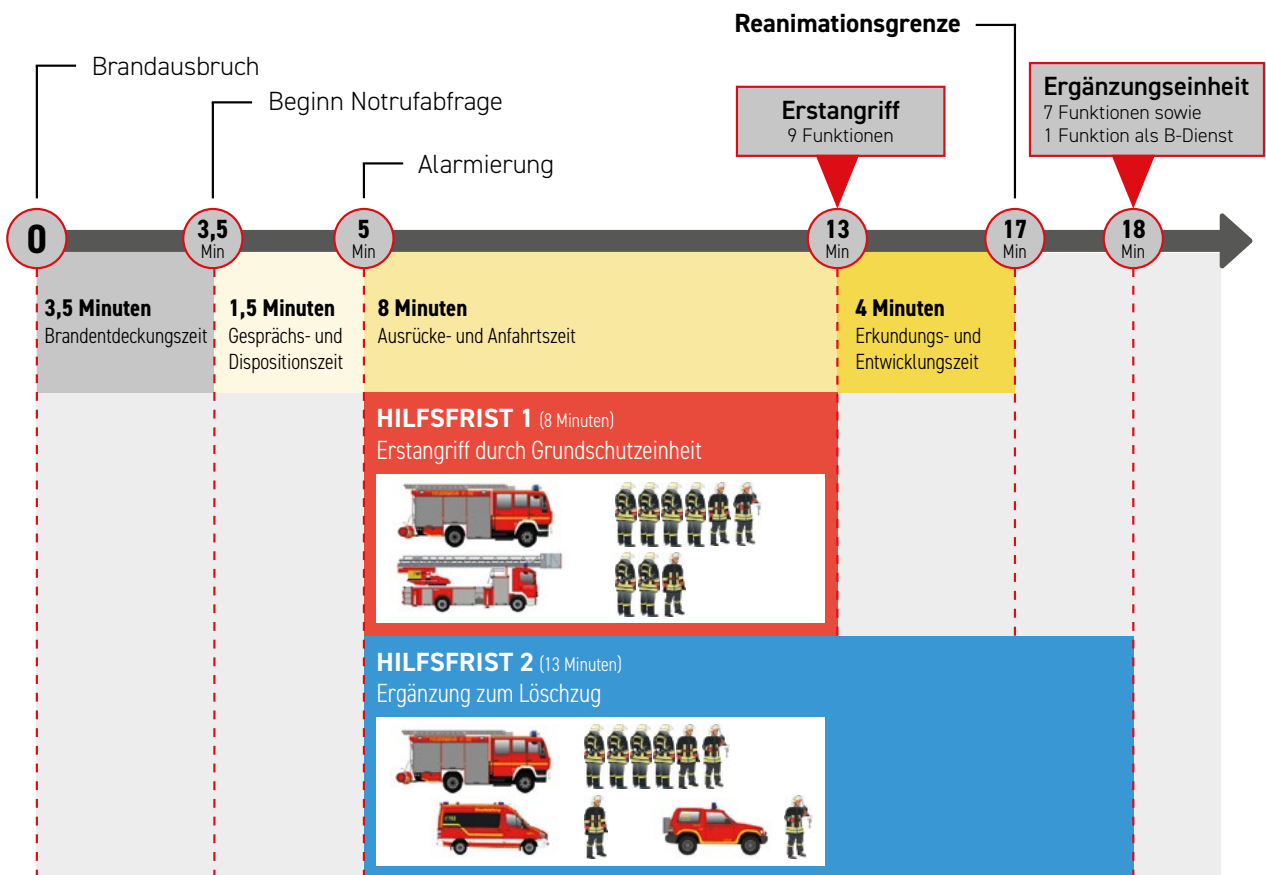 Reanimationsgrenze
Brandausbruch
Beginn Notrufabfrage
Alarmierung
Erstangriff
9 Funktionen
Ergänzungseinheit
7 Funktionen sowie
1 Funktion als B-Dienst
0
3,5
Min
5
Min
13
Min
17
Min
18
Min
3,5 Minuten
Brandentdeckungszeit
1,5 Minuten
Gesprächs- und
Dispositionszeit
8 Minuten
Ausrücke- und Anfahrtszeit
4 Minuten
Erkundungs- und
Entwicklungszeit
HILFSFRIST 1 (8 Minuten)
Erstangriff durch Grundschutzeinheit
HILFSFRIST 2 (13 Minuten)
Ergänzung zum Löschzug